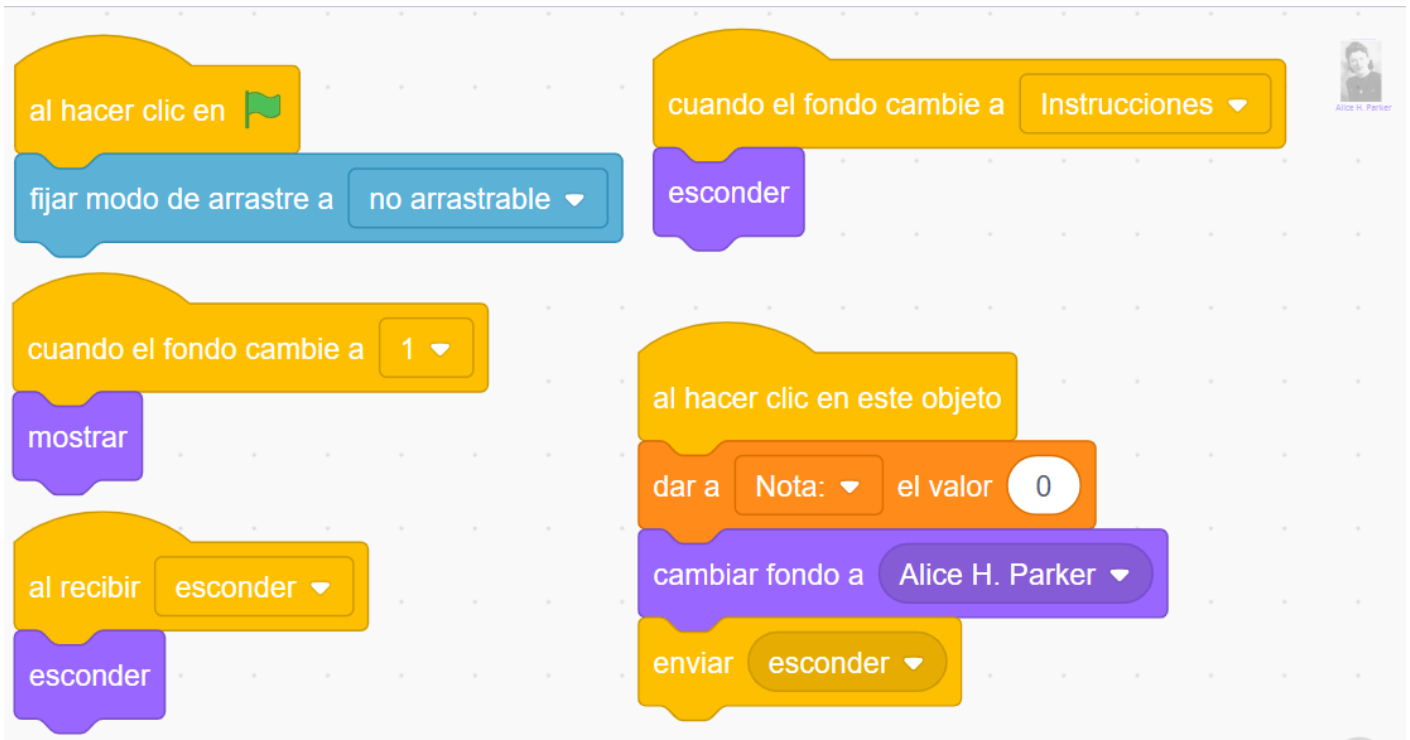 al hacer clic en
fijar modo de arrastre a no arrastrable
cuando el fondo cambie a 1
mostrar
al recibir esconder
esconder
cuando el fondo cambie a Instrucciones
esconder
Alice H. Parker
al hacer clic en este objeto
dar a Nota: el valor 0
cambiar fondo a Alice H. Parker
enviar esconder